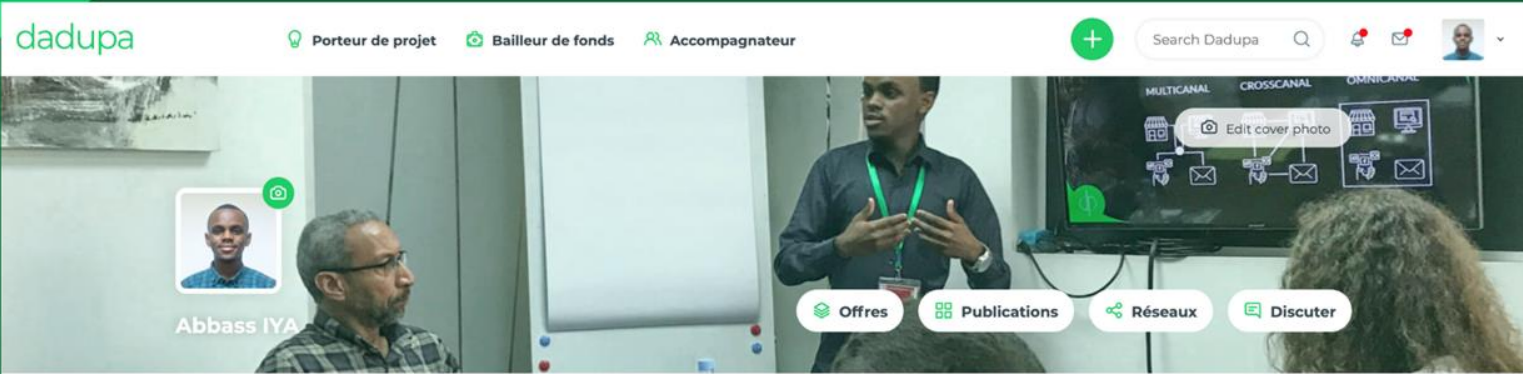 dadupa
Porteur de projet
Bailleur de fonds
Accompagnateur
Search Dadupa
MULTICANAL
CROSSCANAL
OMNICANAL
Edit cover photo
Abbass IYA
Offres
Publications
Réseaux
Discuter